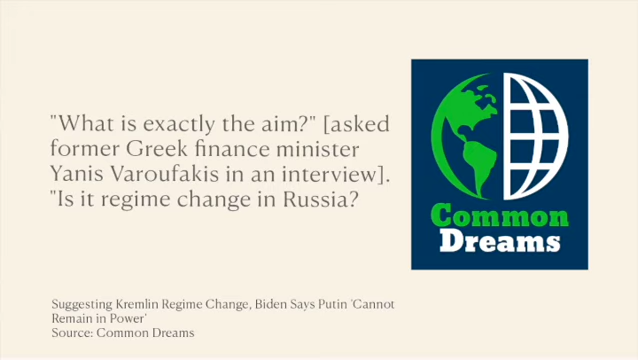 "What is exactly the aim?" [asked
former Greek finance minister
Yanis Varoufakis in an interview].
"Is it regime change in Russia?
Common
Dreams
Suggesting Kremlin Regime Change, Biden Says Putin 'Cannot
Remain in Power'
Source: Common Dreams